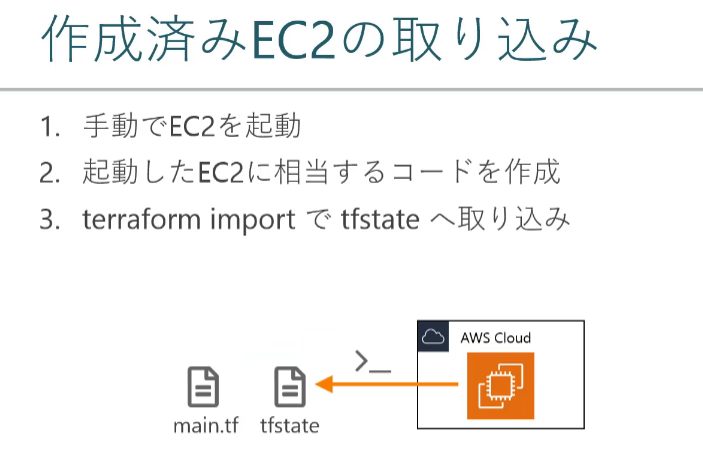 作成済みEC2の取り込み
1. 手動でEC2を起動
2. 起動したEC2に相当するコードを作成
3. terraform import で tfstate へ取り込み
>_
AWS Cloud
main.tf tfstate